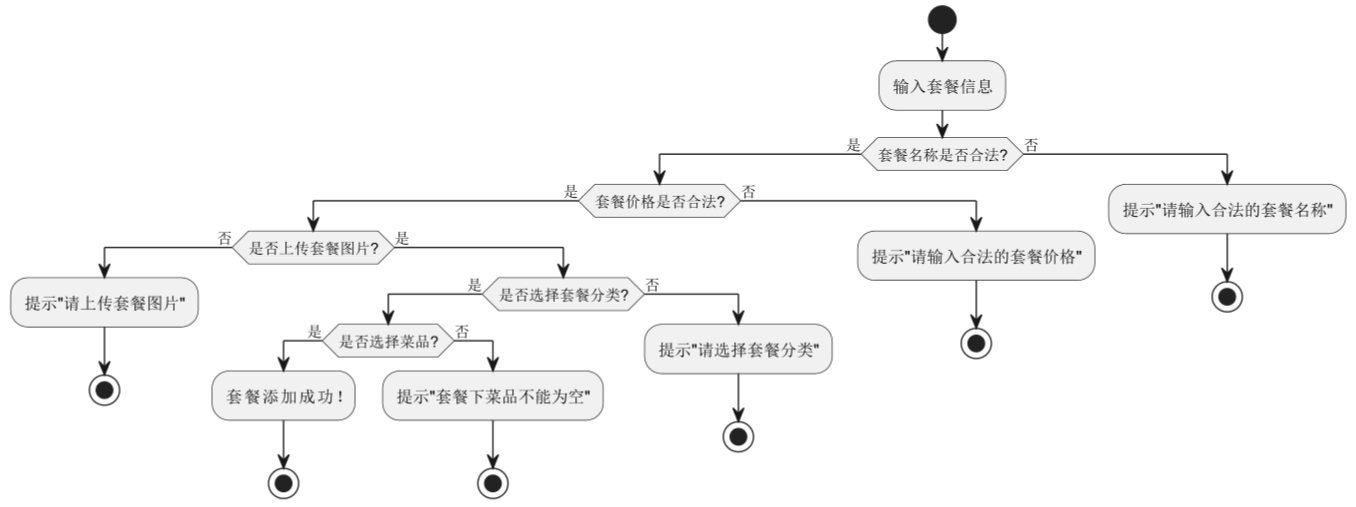 输入套餐信息
是
套餐名称是否合法?
否
是
套餐价格是否合法?
否
提示"请输入合法的套餐名称"
否
是否上传套餐图片?
是
提示"请输入合法的套餐价格"
提示"请上传套餐图片"
是
是否选择套餐分类?
否
是
是否选择菜品?
否
提示"请选择套餐分类"
套餐添加成功!
提示"套餐下菜品不能为空"